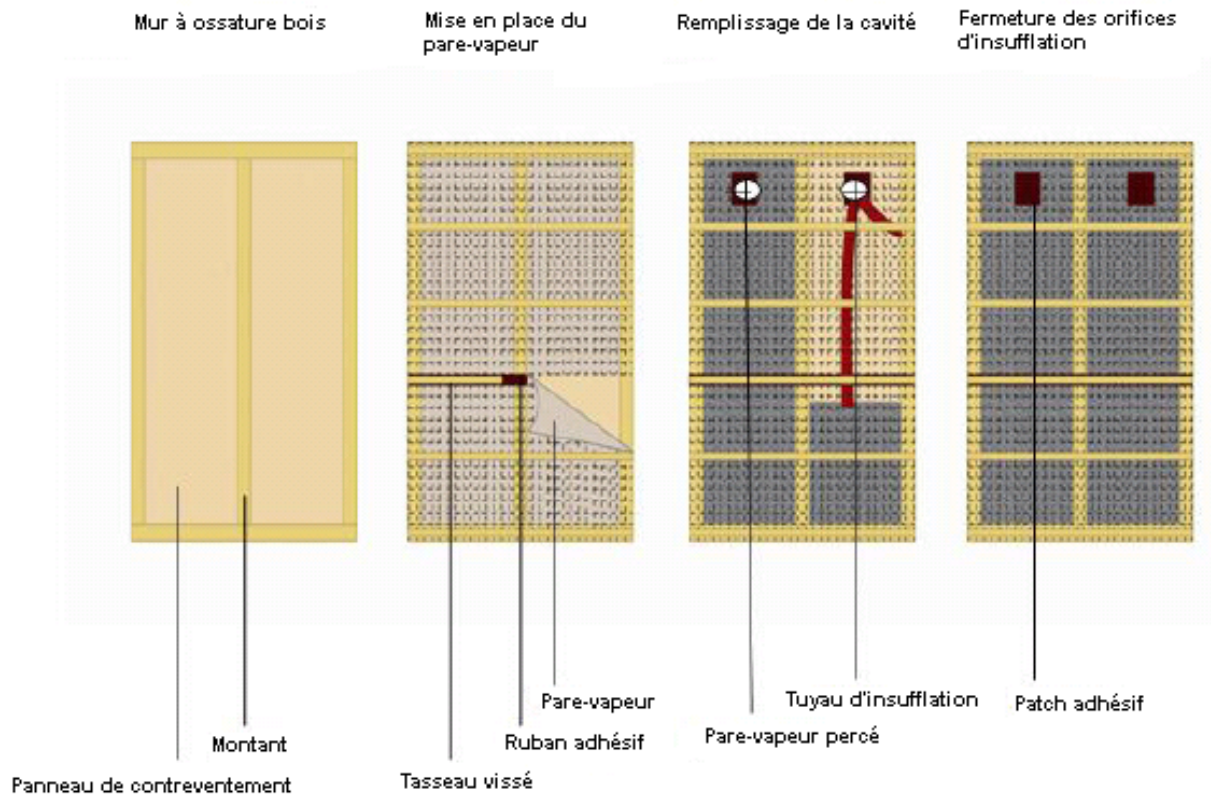 Mur à ossature bois
Mise en place du
pare-vapeur
Remplissage de la cavité
Fermeture des orifices
d'insufflation
Pare-vapeur
Tuyau d'insufflation
Patch adhésif
Montant
Ruban adhésif
Pare-vapeur percé
Panneau de contreventement
Tasseau vissé